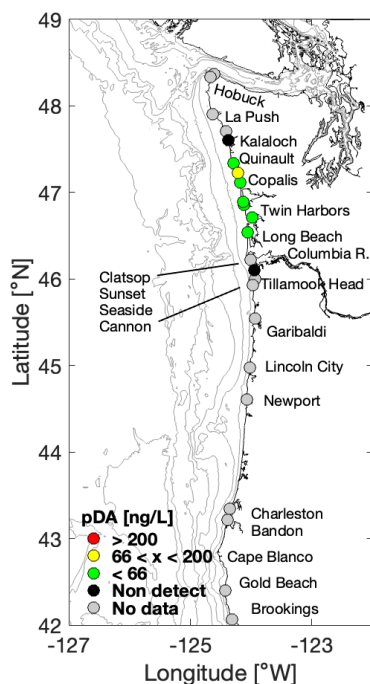 49
48
47
46
45
44
43
42
Latitude [°N]
Hobuck
La Push
Kalaloch
Quinault
Copalis
Twin Harbors
Long Beach
Columbia R.
Clatsop
Sunset
Seaside
Cannon
Tillamook Head
Garibaldi
Lincoln City
Newport
Charleston
Bandon
Cape Blanco
Gold Beach
Brookings
pDA [ng/L]
> 200
66 < x < 200
< 66
Non detect
No data
-127 -125 -123
Longitude [°W]